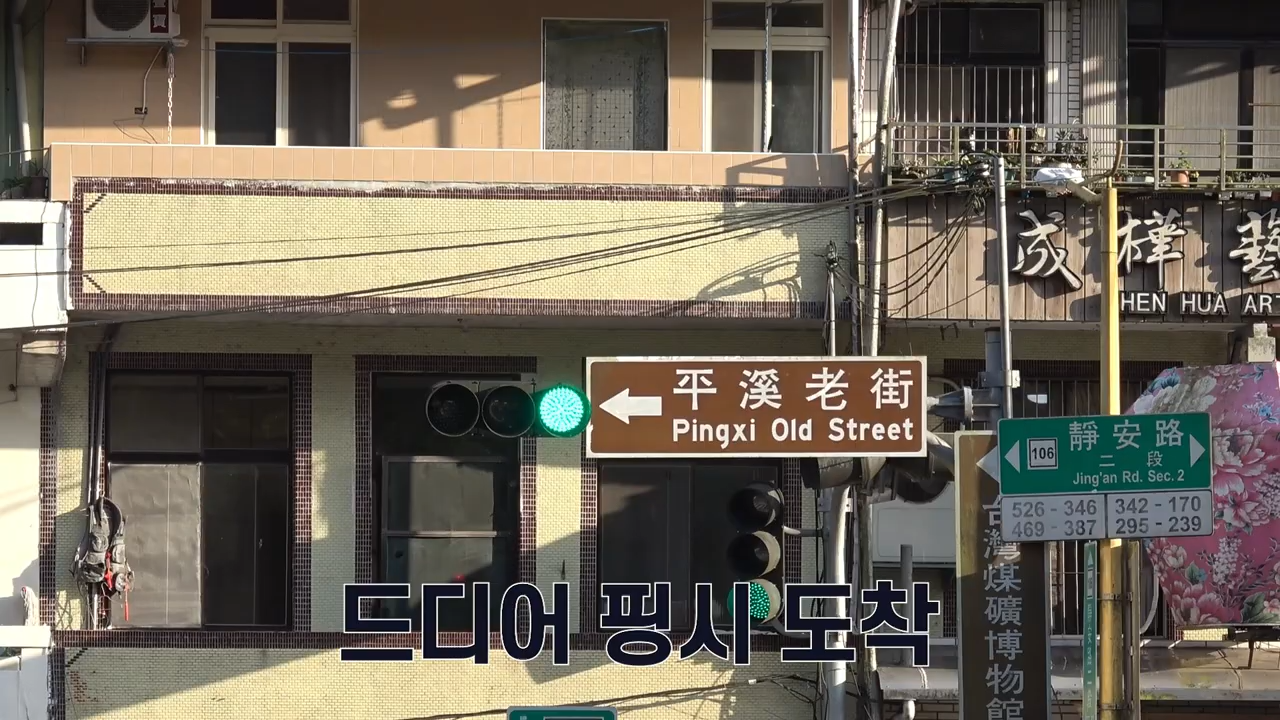 成樺藝
HEN HUA ART
平溪老街
Pingxi Old Street
106
靜安路
二段
Jing'an Rd. Sec. 2
526 - 346
342 - 170
469 - 387
295 - 239
台灣煤礦博物館
드디어 핑시 도착